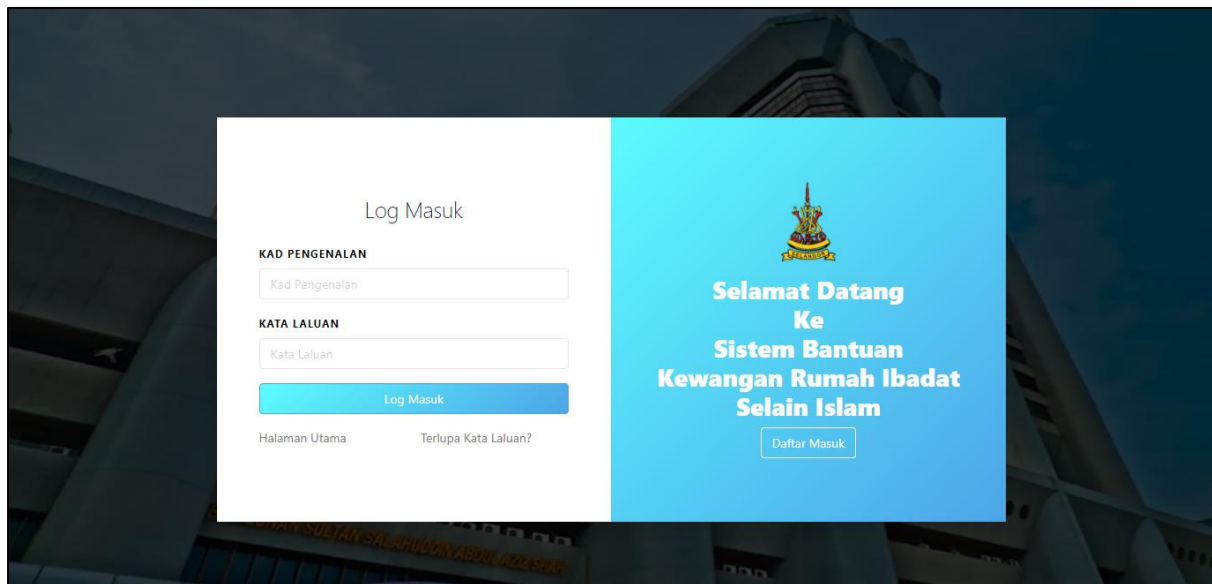 Log Masuk
KAD PENGENALAN
Kad Pengenalan
KATA LALUAN
Kata Laluan
Log Masuk
Halaman Utama
Terlupa Kata Laluan?
SELANGOR
Selamat Datang
Ke
Sistem Bantuan
Kewangan Rumah Ibadat
Selain Islam
Daftar Masuk
SULTAN SALAHUDDIN ABDUL AZIZ SHAH